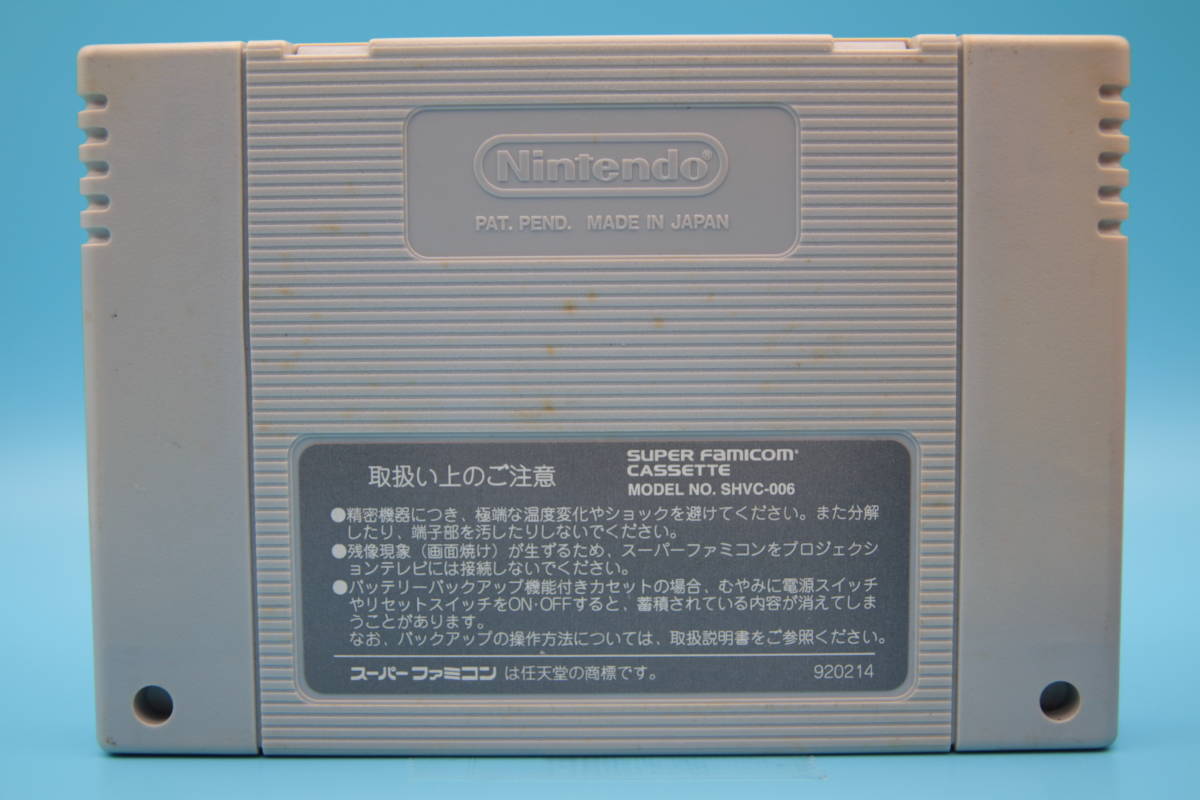 Nintendo®
PAT. PEND. MADE IN JAPAN
取扱い上のご注意
SUPER FAMICOM
CASSETTE
MODEL NO. SHVC-006
●精密機器につき、極端な温度変化やショックを避けてください。また分解
したり、端子部を汚したりしないでください。
●残像現象（画面焼け）が生ずるため、スーパーファミコンをプロジェクシ
ョンテレビには接続しないでください。
●バッテリーバックアップ機能付きカセットの場合、むやみに電源スイッチ
やリセットスイッチをON·OFFすると、蓄積されている内容が消えてしま
うことがあります。
なお、バックアップの操作方法については、取扱説明書をご参照ください。
スーパーファミコン は任天堂の商標です。 920214